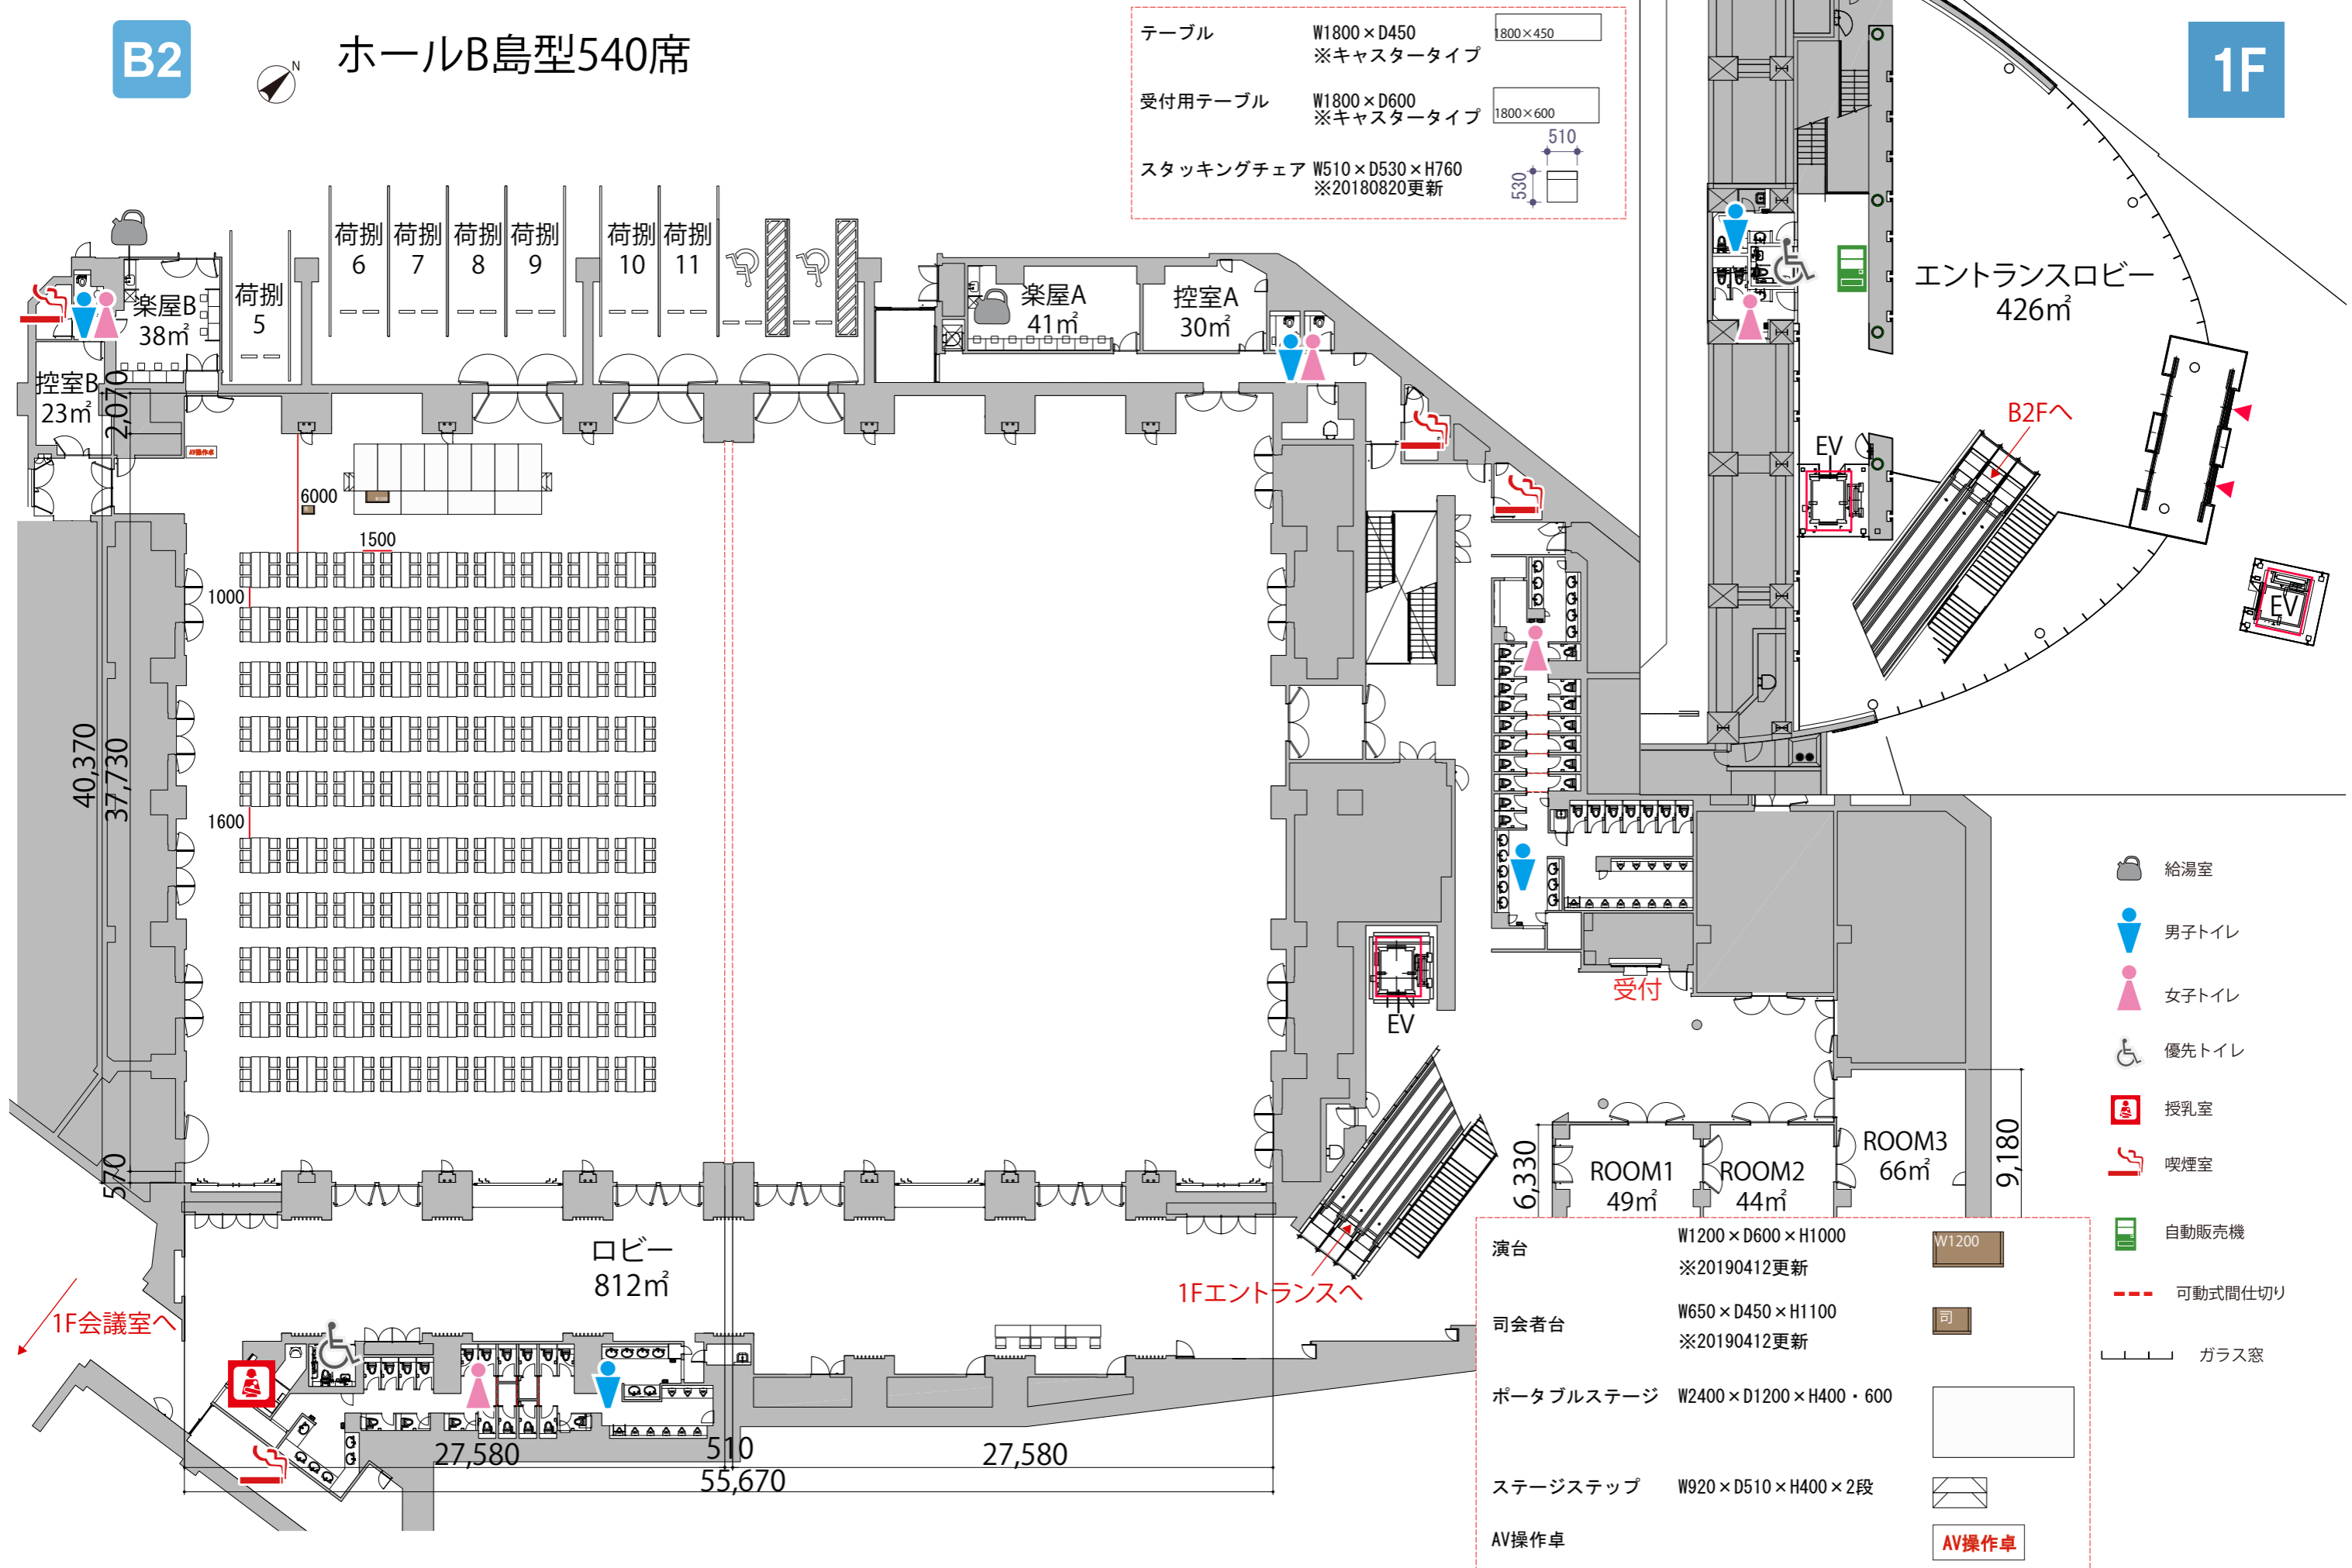 B2
N
ホールB島型540席
テーブル W1800×D450 1800×450
※キャスタータイプ
受付用テーブル W1800×D600 1800×600
※キャスタータイプ
スタッキングチェア W510×D530×H760
※20180820更新
510
530
1F
エントランスロビー
426㎡
B2Fへ
EV
EV
荷捌
5
荷捌
6
荷捌
7
荷捌
8
荷捌
9
荷捌
10
荷捌
11
楽屋B
38㎡
控室B
23㎡
楽屋A
41㎡
控室A
30㎡
2,070
AV操作卓
6000
1500
1000
1600
40,370
37,730
570
EV
受付
ROOM1
49㎡
ROOM2
44㎡
ROOM3
66㎡
6,330
9,180
ロビー
812㎡
1Fエントランスへ
1F会議室へ
27,580
510
27,580
55,670
給湯室
男子トイレ
女子トイレ
優先トイレ
授乳室
喫煙室
自動販売機
可動式間仕切り
ガラス窓
演台 W1200×D600×H1000 W1200
※20190412更新
司会者台 W650×D450×H1100 司
※20190412更新
ポータブルステージ W2400×D1200×H400・600
ステージステップ W920×D510×H400×2段
AV操作卓 AV操作卓